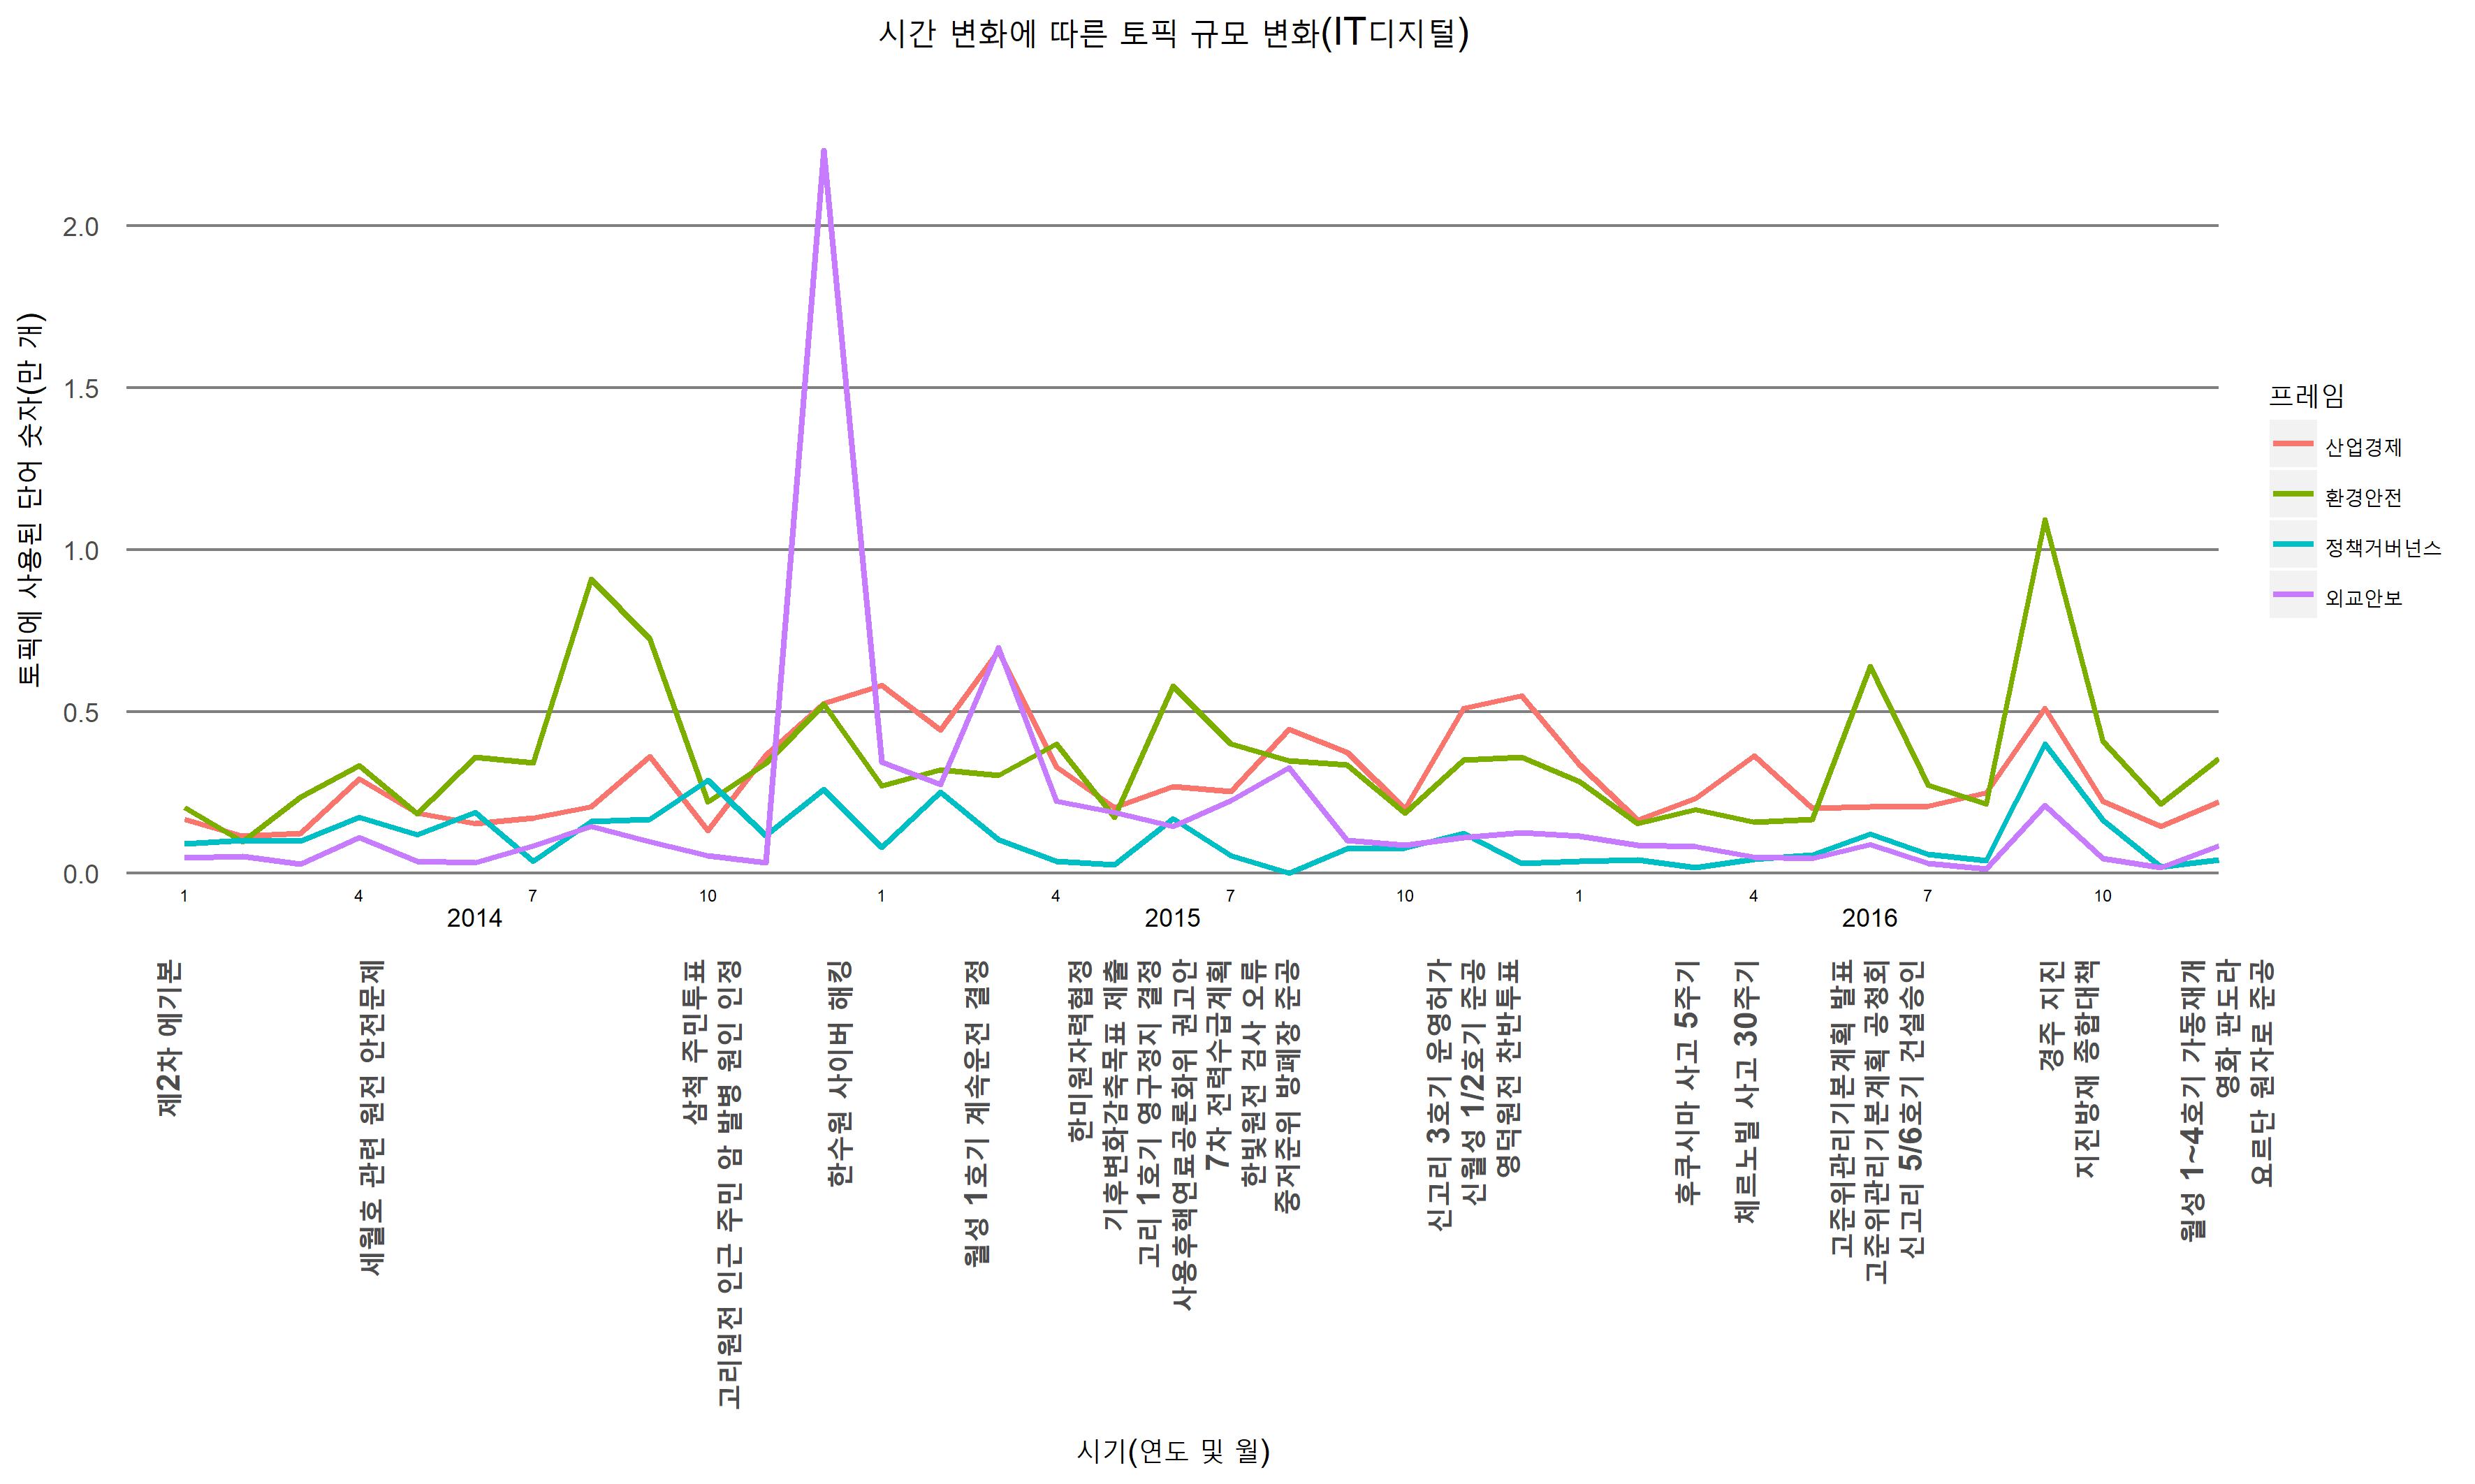 시간 변화에 따른 토픽 규모 변화(IT디지털)
토픽에 사용된 단어 숫자(만 개)
2.0
1.5
1.0
0.5
0.0
프레임
산업경제
환경안전
정책거버넌스
외교안보
1 4 7 10 1 4 7 10 1 4 7 10
2014 2015 2016
제2차 에기본
세월호 관련 원전 안전문제
삼척 주민투표
고리원전 인근 주민 암 발병 원인 인정
한수원 사이버 해킹
월성 1호기 계속운전 결정
한미원자력협정
기후변화감축목표 제출
고리 1호기 영구정지 결정
사용후핵연료공론화위 권고안
7차 전력수급계획
한빛원전 검사 오류
중저준위 방폐장 준공
신고리 3호기 운영허가
신월성 1/2호기 준공
영덕원전 찬반투표
후쿠시마 사고 5주기
체르노빌 사고 30주기
고준위관리기본계획 발표
고준위관리기본계획 공청회
신고리 5/6호기 건설승인
경주 지진
지진방재 종합대책
월성 1~4호기 가동재개
영화 판도라
요르단 원자로 준공
시기(연도 및 월)